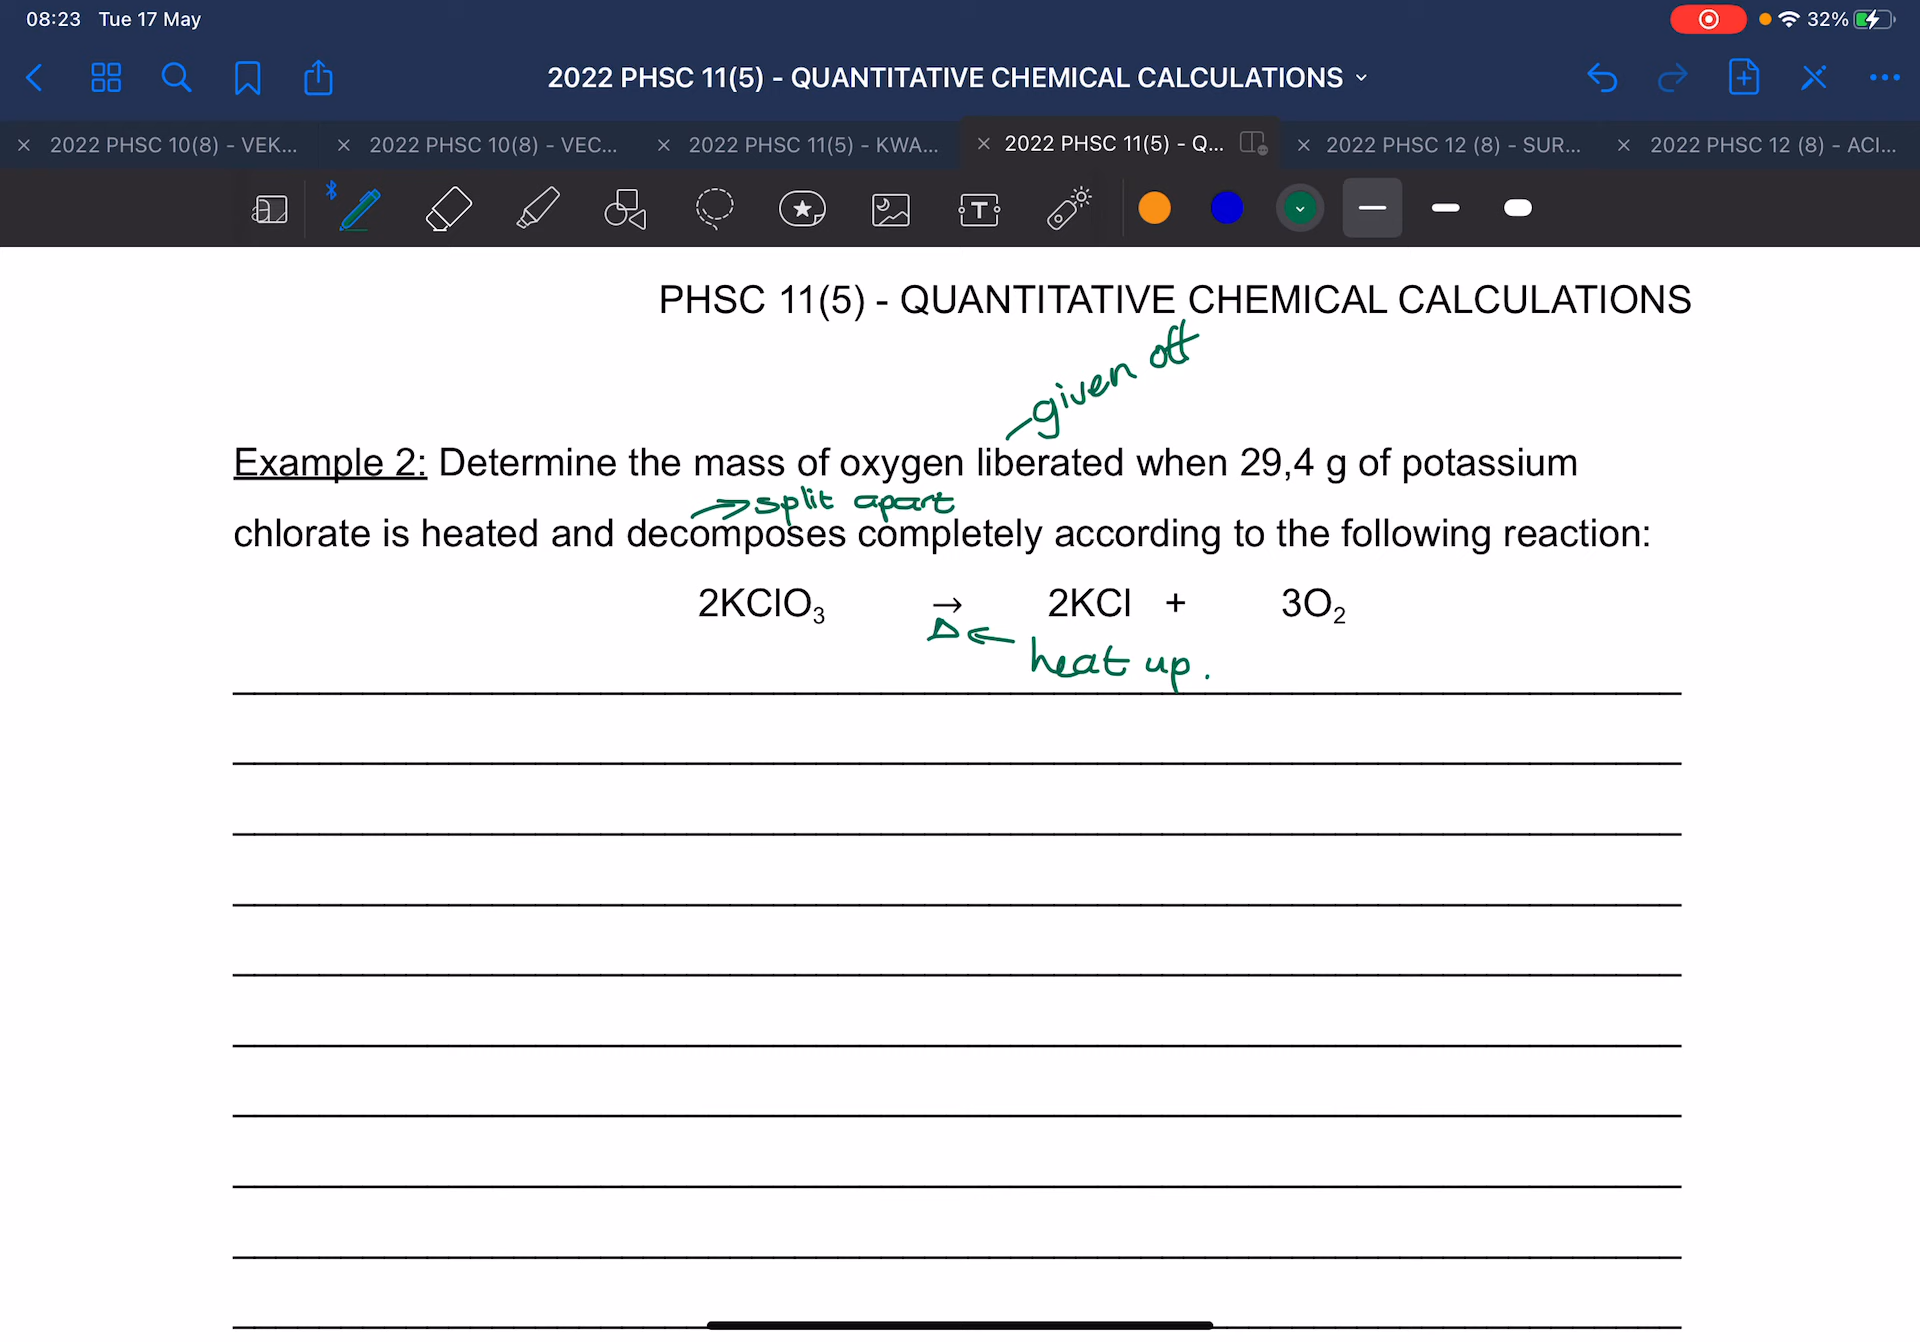 08:23 Tue 17 May
32%
2022 PHSC 11(5) - QUANTITATIVE CHEMICAL CALCULATIONS
2022 PHSC 10(8) - VEK...
2022 PHSC 10(8) - VEC...
2022 PHSC 11(5) - KWA...
2022 PHSC 11(5) - Q...
2022 PHSC 12 (8) - SUR...
2022 PHSC 12 (8) - ACI...
PHSC 11(5) - QUANTITATIVE CHEMICAL CALCULATIONS
given off
Example 2: Determine the mass of oxygen liberated when 29,4 g of potassium
→ split apart
chlorate is heated and decomposes completely according to the following reaction:
2KClO₃ → 2KCl + 3O₂
Δ ← heat up.